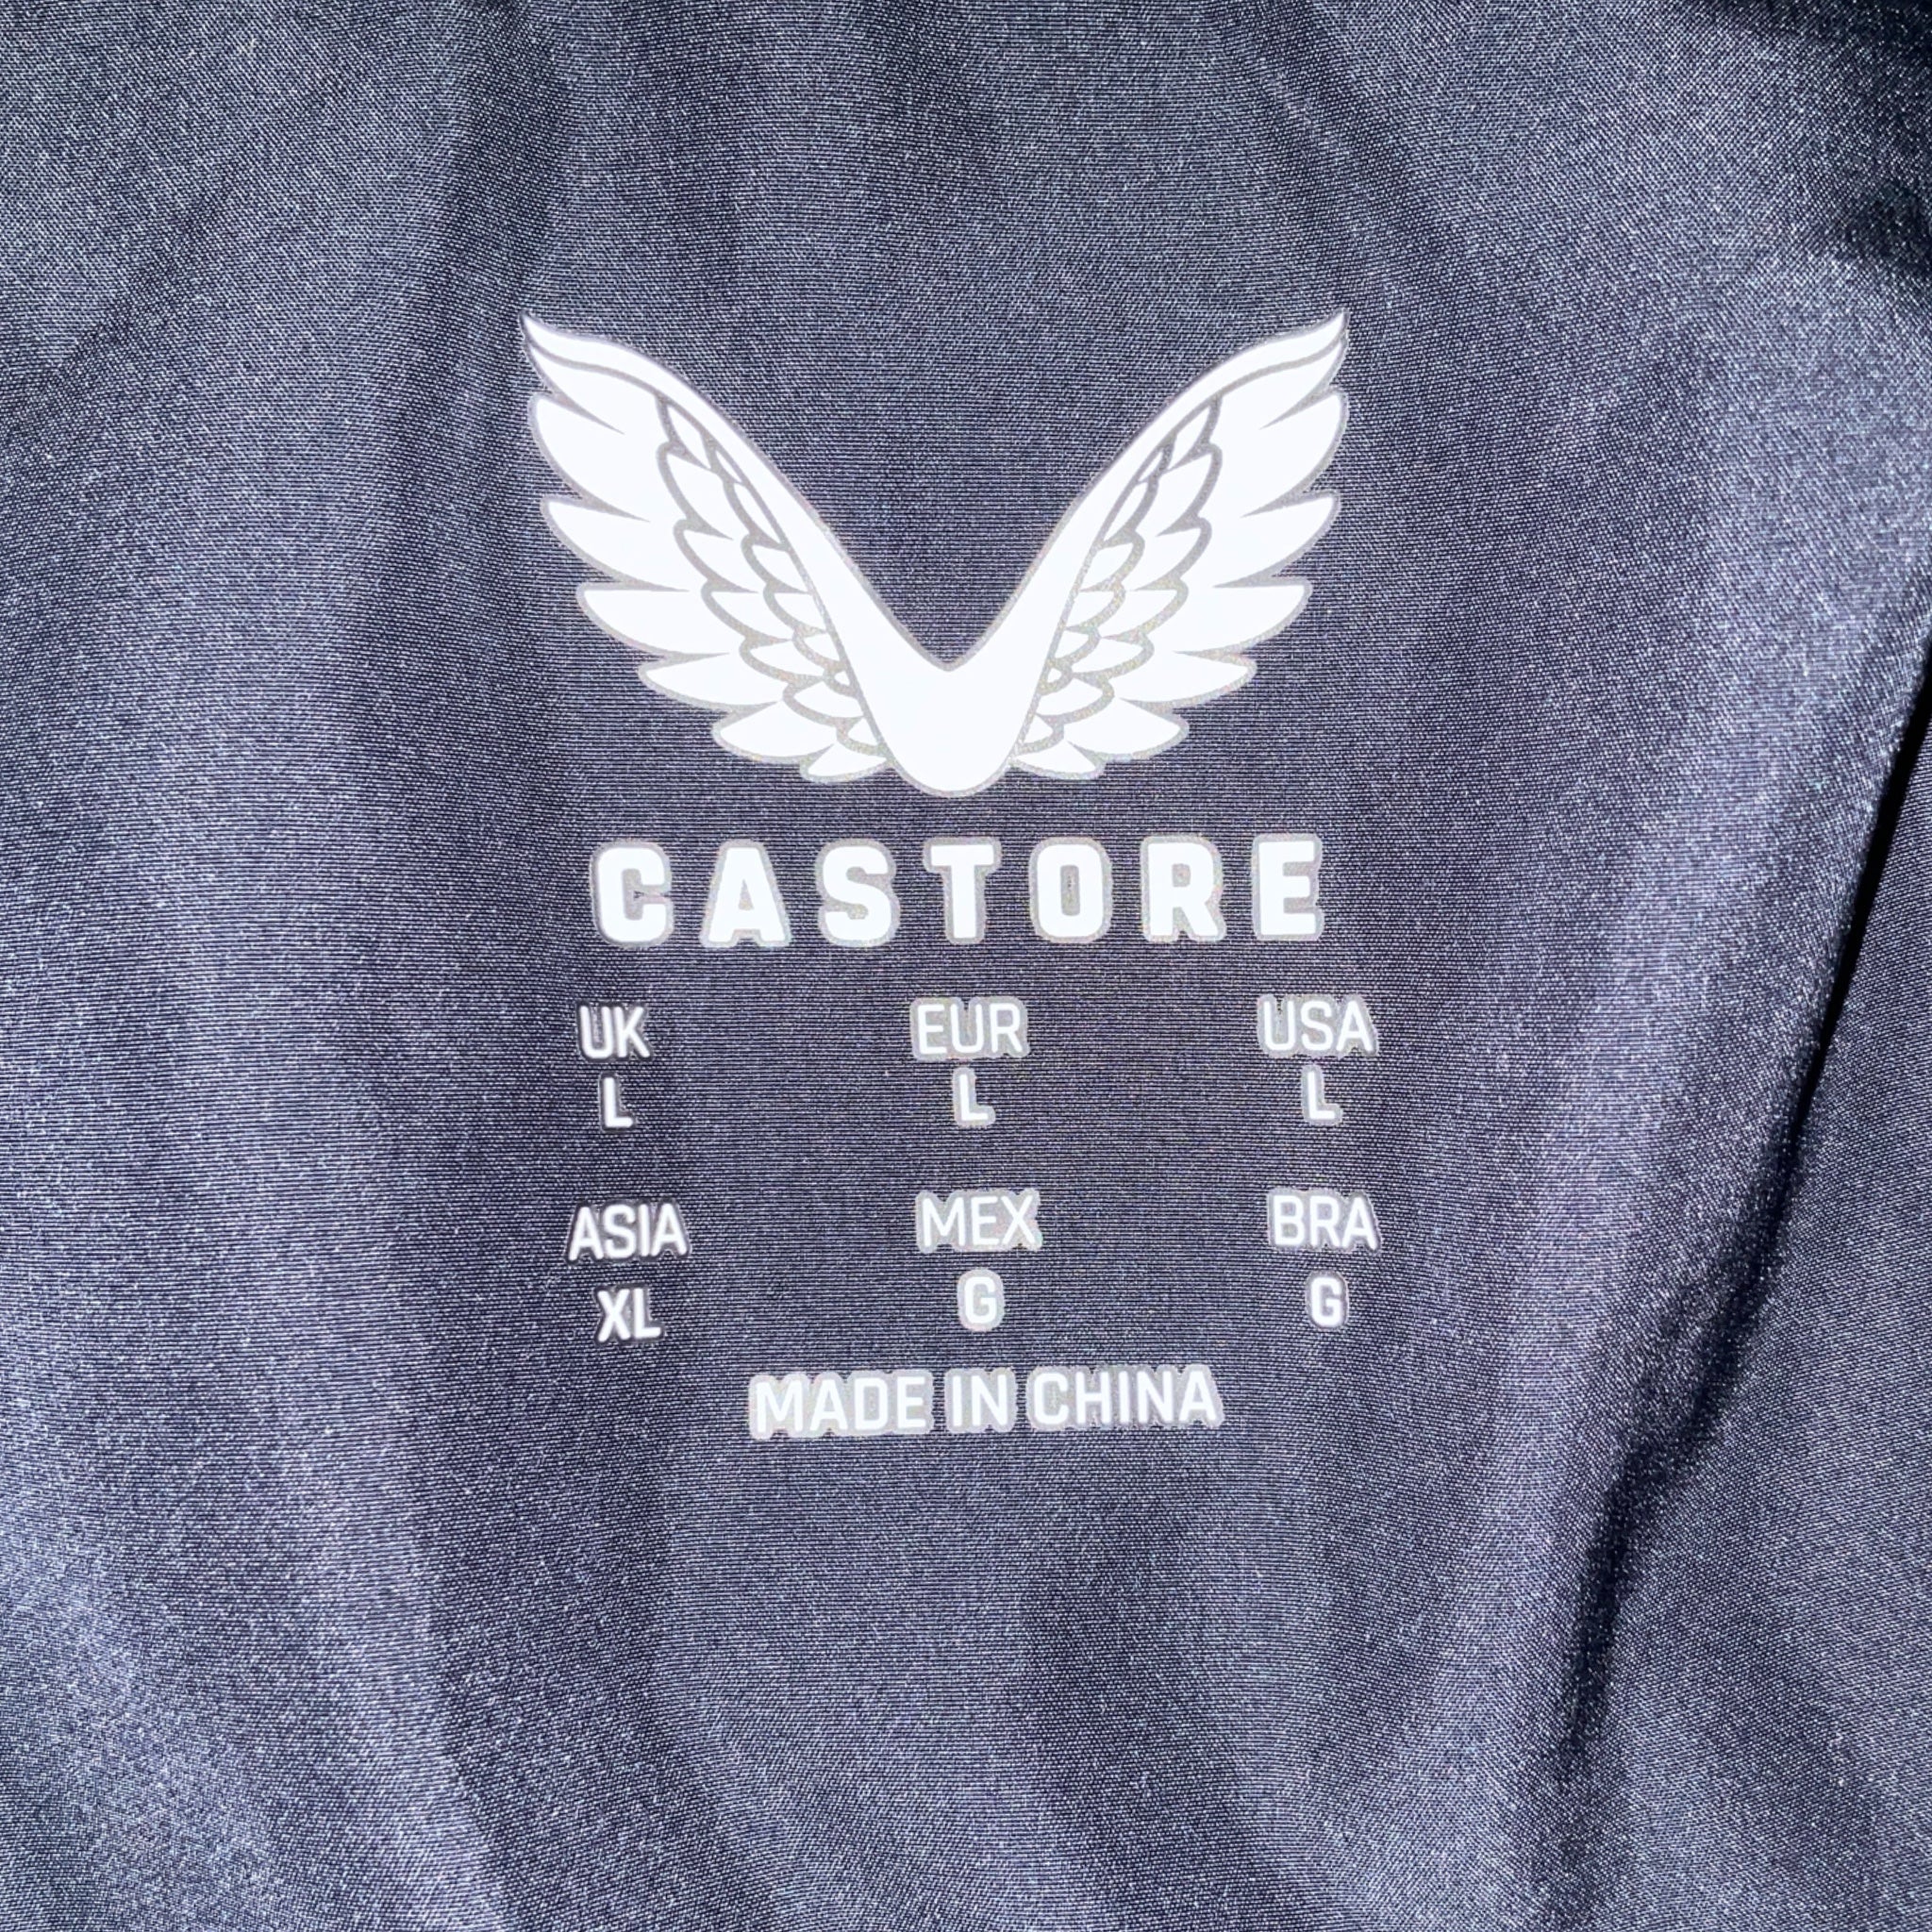 CASTORE
UK EUR USA
L L L
ASIA MEX BRA
XL G G
MADE IN CHINA